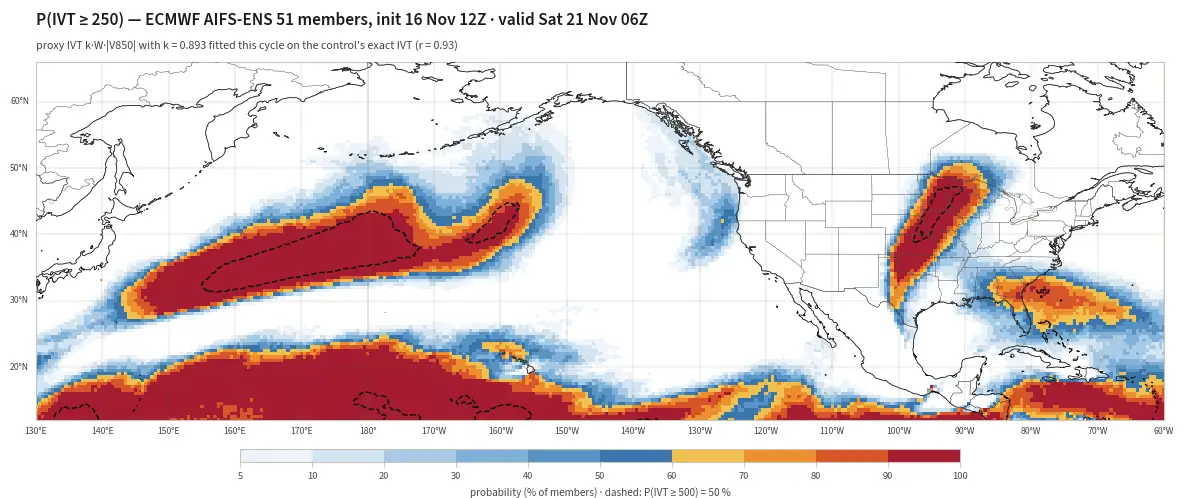 P(IVT ≥ 250) — ECMWF AIFS-ENS 51 members, init 16 Nov 12Z · valid Sat 21 Nov 06Z
proxy IVT k·W·|V850| with k = 0.893 fitted this cycle on the control's exact IVT (r = 0.93)
60°N
50°N
40°N
30°N
20°N
130°E 140°E 150°E 160°E 170°E 180° 170°W 160°W 150°W 140°W 130°W 120°W 110°W 100°W 90°W 80°W 70°W 60°W
5 10 20 30 40 50 60 70 80 90 100
probability (% of members) · dashed: P(IVT ≥ 500) = 50 %